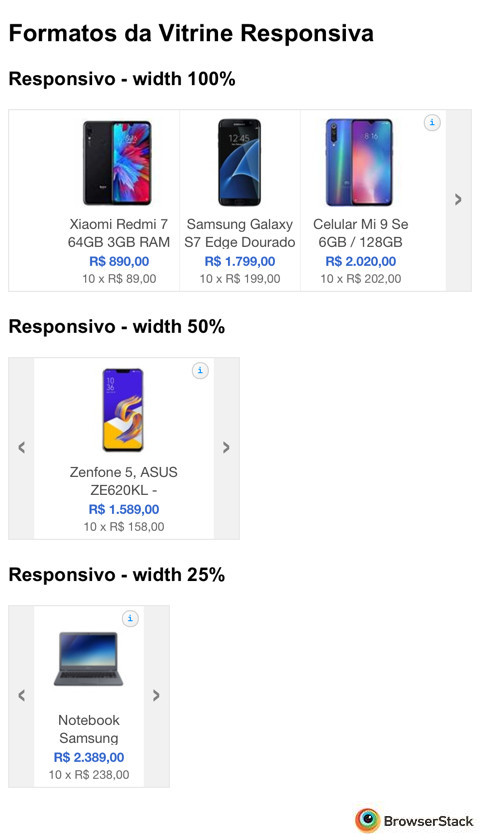 Formatos da Vitrine Responsiva
Responsivo - width 100%
i
Xiaomi Redmi 7
64GB 3GB RAM
R$ 890,00
10 x R$ 89,00
Samsung Galaxy
S7 Edge Dourado
R$ 1.799,00
10 x R$ 199,00
Celular Mi 9 Se
6GB / 128GB
R$ 2.020,00
10 x R$ 202,00
Responsivo - width 50%
i
Zenfone 5, ASUS
ZE620KL -
R$ 1.589,00
10 x R$ 158,00
Responsivo - width 25%
i
Notebook
Samsung
R$ 2.389,00
10 x R$ 238,00
BrowserStack